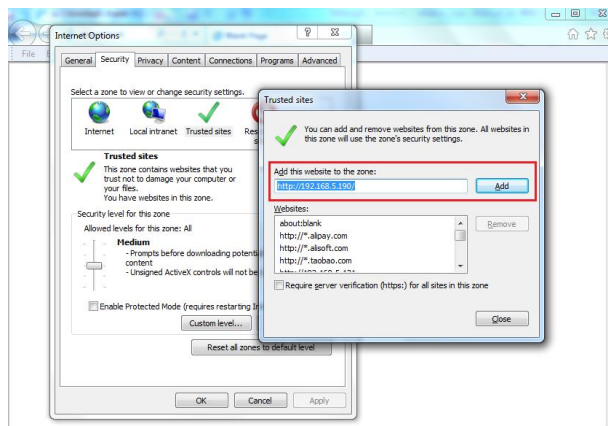 Internet Options
File
General Security Privacy Content Connections Programs Advanced
Select a zone to view or change security settings.
Internet Local intranet Trusted sites
Trusted sites
This zone contains websites that you
trust not to damage your computer or
your files.
You have websites in this zone.
Security level for this zone
Allowed levels for this zone: All
Medium
- Prompts before downloading
content
- Unsigned ActiveX controls will not be
Enable Protected Mode (requires restarting
Custom level...
Reset all zones to default level
OK Cancel Apply
Trusted sites
You can add and remove websites from this zone. All websites in
this zone will use the zone's security settings.
Add this website to the zone:
http://192.168.5.190/ Add
Websites:
about:blank Remove
http://*.alipay.com
http://*.alisoft.com
http://*.taobao.com
Require server verification (https:) for all sites in this zone
Close